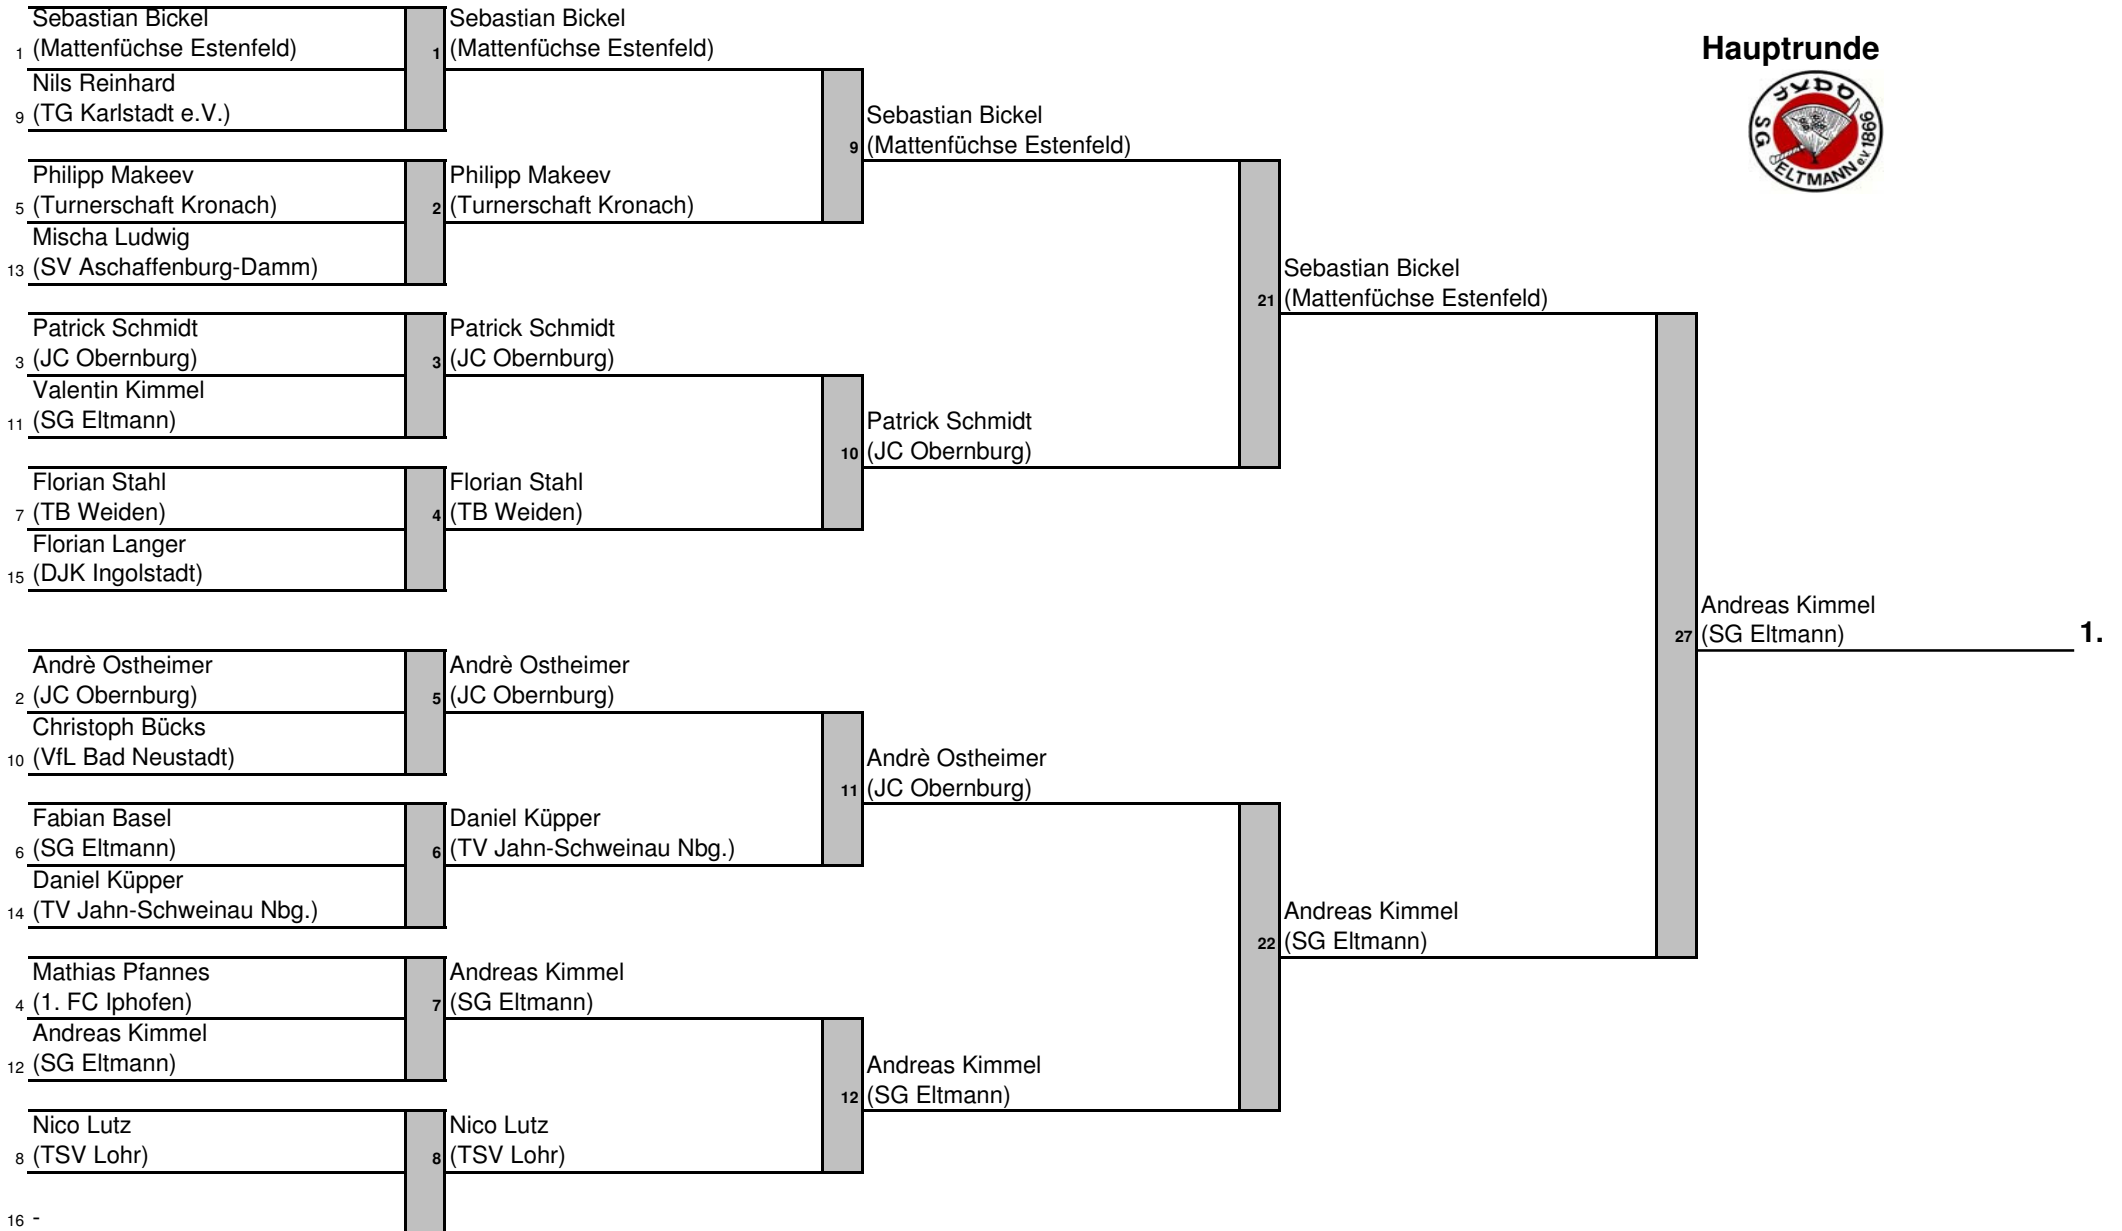 Hauptrunde
JUDO
SG ELTMANN e.V. 1866
Sebastian Bickel
1 (Mattenfüchse Estenfeld)
Nils Reinhard
9 (TG Karlstadt e.V.)
Philipp Makeev
5 (Turnerschaft Kronach)
Mischa Ludwig
13 (SV Aschaffenburg-Damm)
Patrick Schmidt
3 (JC Obernburg)
Valentin Kimmel
11 (SG Eltmann)
Florian Stahl
7 (TB Weiden)
Florian Langer
15 (DJK Ingolstadt)
Andrè Ostheimer
2 (JC Obernburg)
Christoph Bücks
10 (VfL Bad Neustadt)
Fabian Basel
6 (SG Eltmann)
Daniel Küpper
14 (TV Jahn-Schweinau Nbg.)
Mathias Pfannes
4 (1. FC Iphofen)
Andreas Kimmel
12 (SG Eltmann)
Nico Lutz
8 (TSV Lohr)
16 -
Sebastian Bickel
1 (Mattenfüchse Estenfeld)
Philipp Makeev
2 (Turnerschaft Kronach)
Patrick Schmidt
3 (JC Obernburg)
Florian Stahl
4 (TB Weiden)
Andrè Ostheimer
5 (JC Obernburg)
Daniel Küpper
6 (TV Jahn-Schweinau Nbg.)
Andreas Kimmel
7 (SG Eltmann)
Nico Lutz
8 (TSV Lohr)
Sebastian Bickel
9 (Mattenfüchse Estenfeld)
Patrick Schmidt
10 (JC Obernburg)
Andrè Ostheimer
11 (JC Obernburg)
Andreas Kimmel
12 (SG Eltmann)
Sebastian Bickel
21 (Mattenfüchse Estenfeld)
Andreas Kimmel
22 (SG Eltmann)
Andreas Kimmel
27 (SG Eltmann) 1.